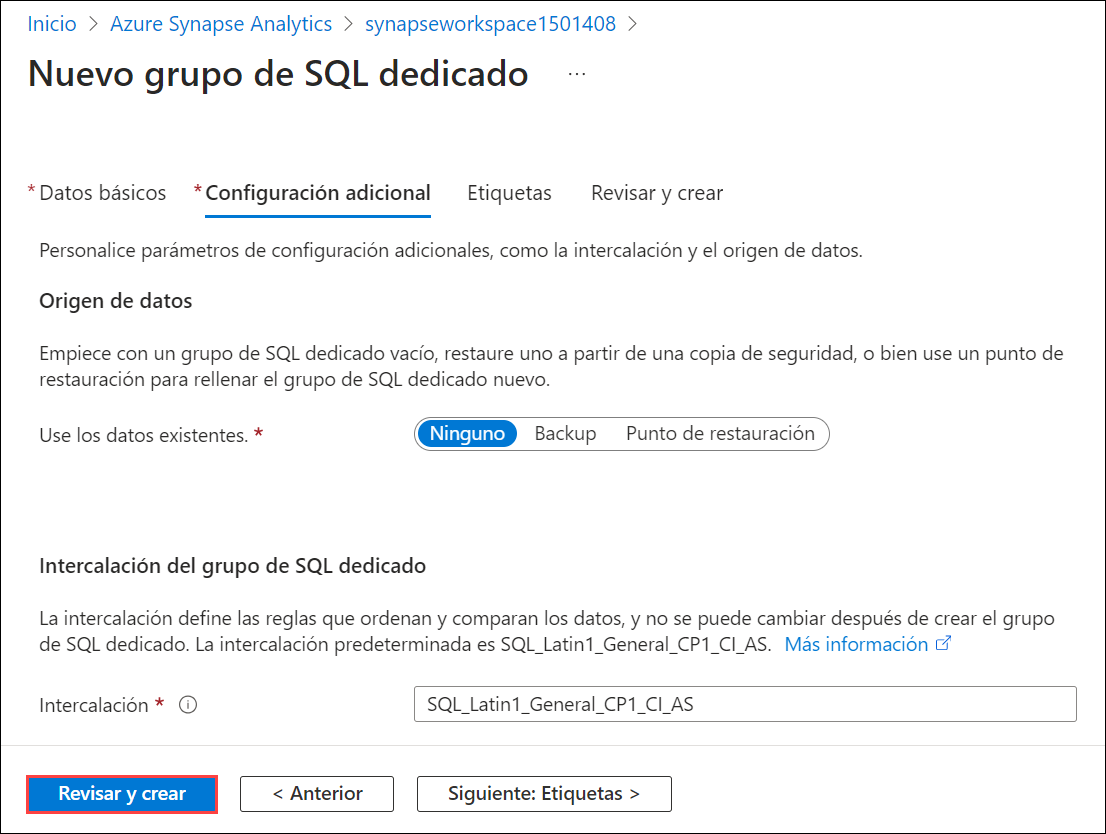 Inicio > Azure Synapse Analytics > synapseworkspace1501408 >
Nuevo grupo de SQL dedicado ...
* Datos básicos * Configuración adicional Etiquetas Revisar y crear
Personalice parámetros de configuración adicionales, como la intercalación y el origen de datos.
Origen de datos
Empiece con un grupo de SQL dedicado vacío, restaure uno a partir de una copia de seguridad, o bien use un punto de
restauración para rellenar el grupo de SQL dedicado nuevo.
Use los datos existentes. * Ninguno Backup Punto de restauración
Intercalación del grupo de SQL dedicado
La intercalación define las reglas que ordenan y comparan los datos, y no se puede cambiar después de crear el grupo
de SQL dedicado. La intercalación predeterminada es SQL_Latin1_General_CP1_CI_AS. Más información
Intercalación * SQL_Latin1_General_CP1_CI_AS
Revisar y crear < Anterior Siguiente: Etiquetas >